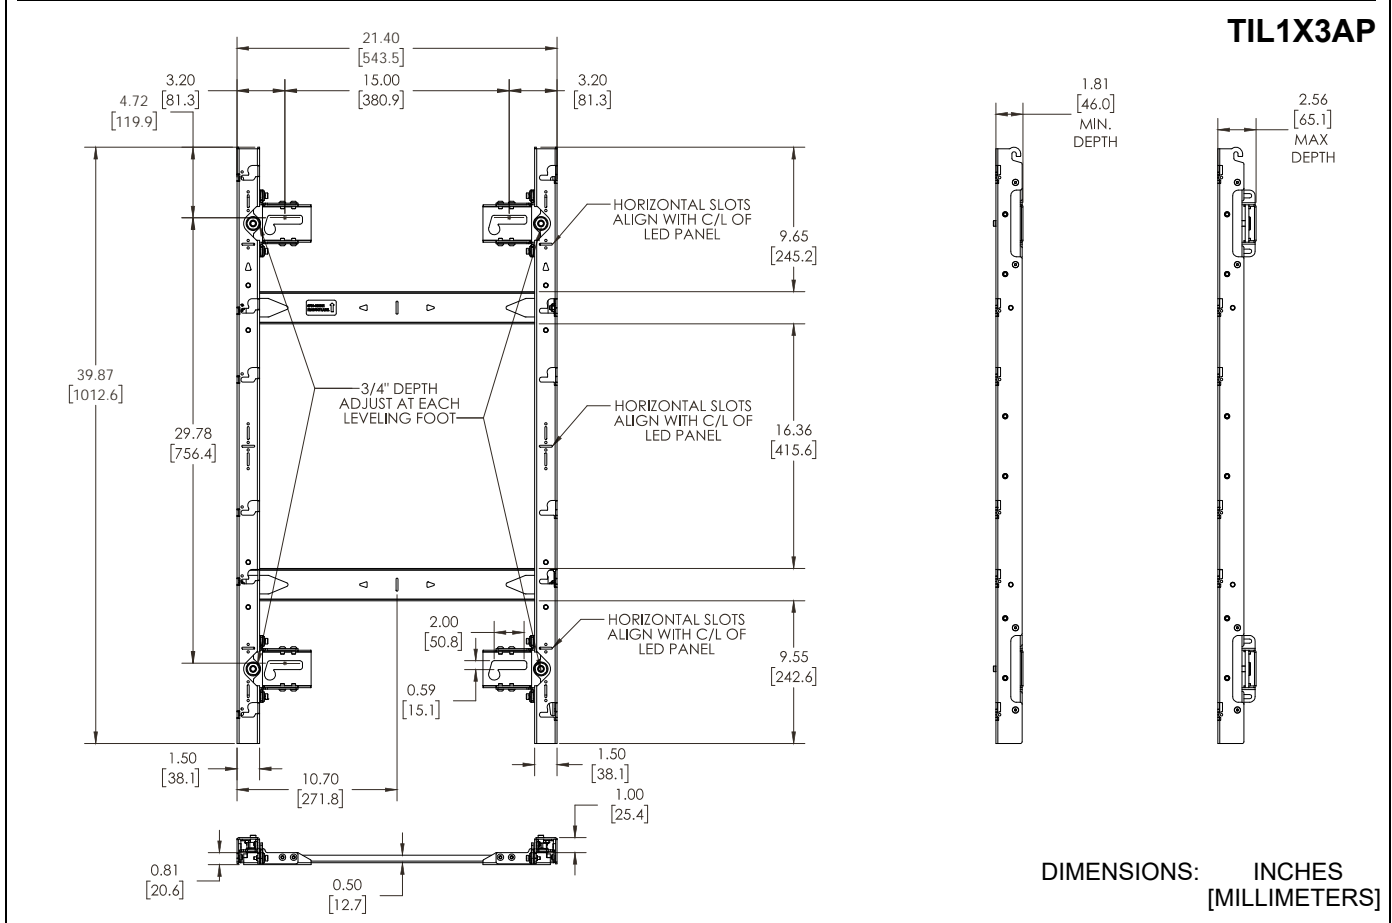 TIL1X3AP
21.40
[543.5]
3.20
[81.3]
15.00
[380.9]
3.20
[81.3]
4.72
[119.9]
1.81
[46.0]
MIN.
DEPTH
2.56
[65.1]
MAX
DEPTH
HORIZONTAL SLOTS
ALIGN WITH C/L OF
LED PANEL
9.65
[245.2]
39.87
[1012.6]
3/4" DEPTH
ADJUST AT EACH
LEVELING FOOT
HORIZONTAL SLOTS
ALIGN WITH C/L OF
LED PANEL
29.78
[756.4]
16.36
[415.6]
2.00
[50.8]
HORIZONTAL SLOTS
ALIGN WITH C/L OF
LED PANEL
9.55
[242.6]
0.59
[15.1]
1.50
[38.1]
10.70
[271.8]
1.50
[38.1]
1.00
[25.4]
0.81
[20.6]
0.50
[12.7]
DIMENSIONS: INCHES
[MILLIMETERS]